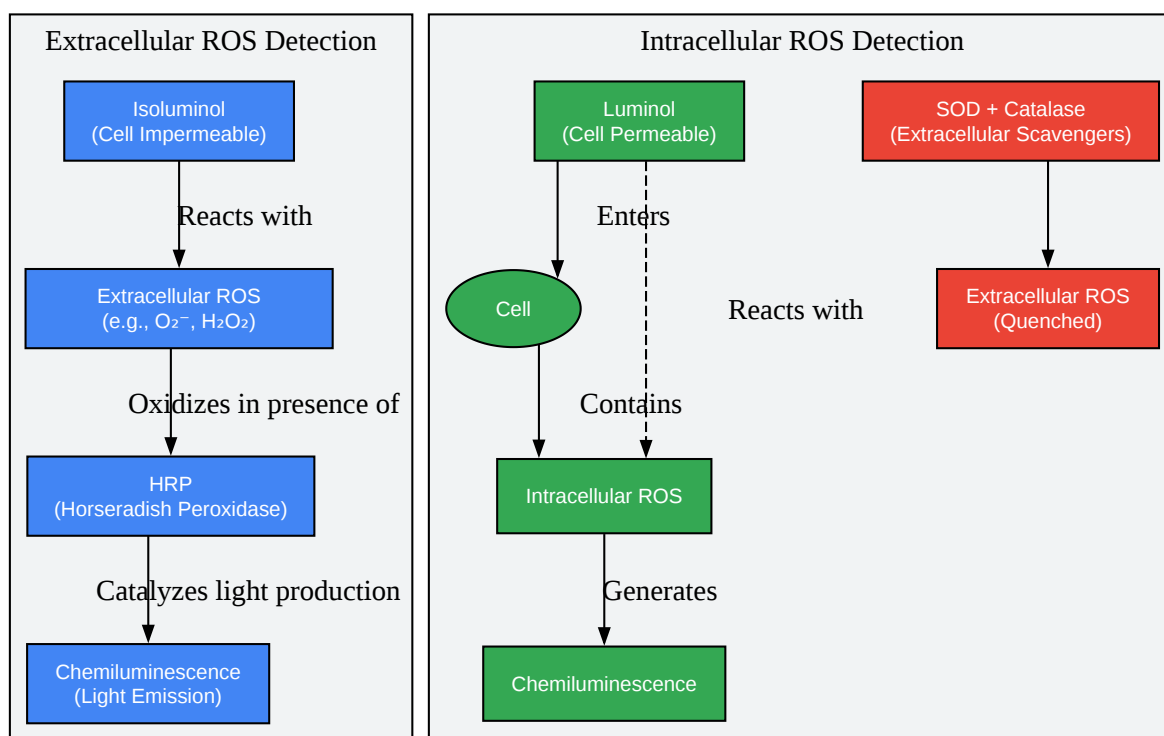 Extracellular ROS Detection
Isoluminol
(Cell Impermeable)
Reacts with
Extracellular ROS
(e.g., O₂⁻, H₂O₂)
Oxidizes in presence of
HRP
(Horseradish Peroxidase)
Catalyzes light production
Chemiluminescence
(Light Emission)
Intracellular ROS Detection
Luminol
(Cell Permeable)
Enters
Cell
Reacts with
Contains
Intracellular ROS
Generates
Chemiluminescence
SOD + Catalase
(Extracellular Scavengers)
Extracellular ROS
(Quenched)